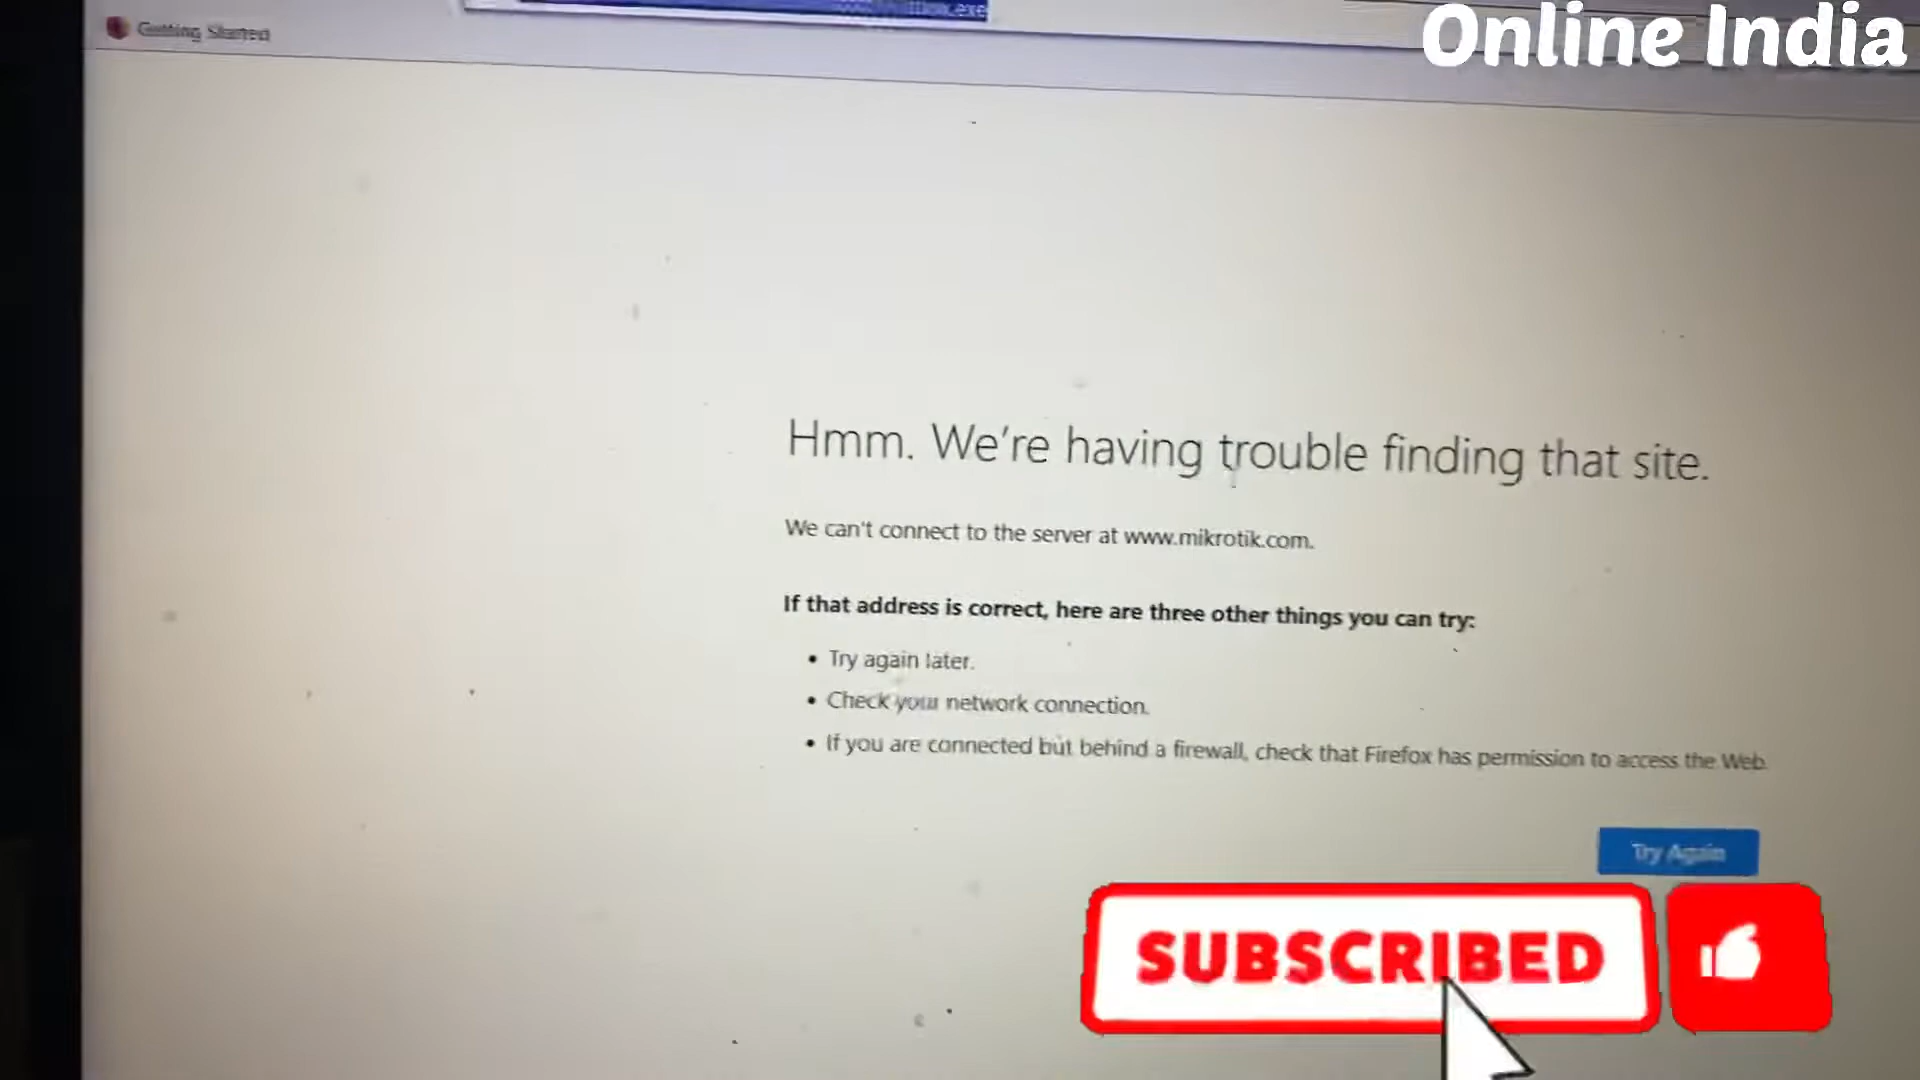 Online India
Getting Started
Hmm. We're having trouble finding that site.
We can't connect to the server at www.mikrotik.com.
If that address is correct, here are three other things you can try:
• Try again later.
• Check your network connection.
• If you are connected but behind a firewall, check that Firefox has permission to access the Web.
Try Again
SUBSCRIBED